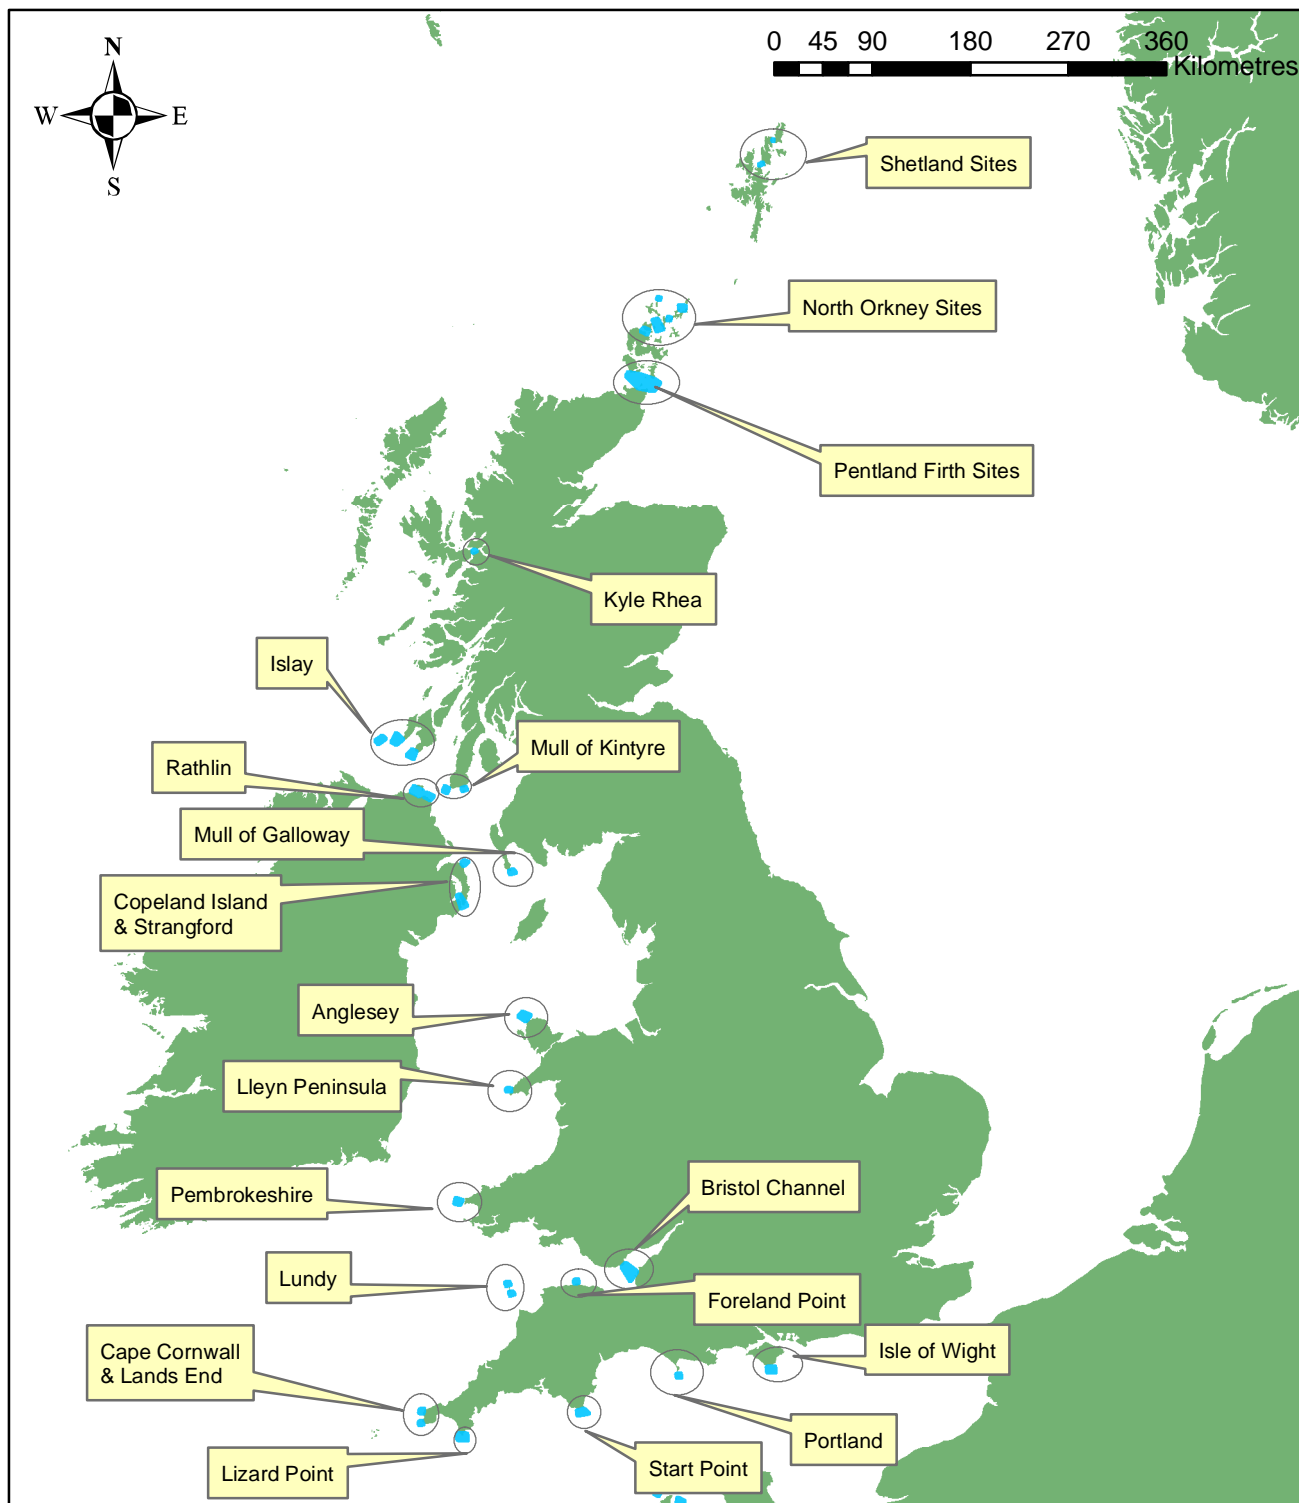 N
W E
S
0 45 90 180 270 360
Kilometres
Shetland Sites
North Orkney Sites
Pentland Firth Sites
Kyle Rhea
Islay
Mull of Kintyre
Rathlin
Mull of Galloway
Copeland Island
& Strangford
Anglesey
Lleyn Peninsula
Pembrokeshire
Bristol Channel
Lundy
Foreland Point
Cape Cornwall
& Lands End
Isle of Wight
Portland
Lizard Point
Start Point